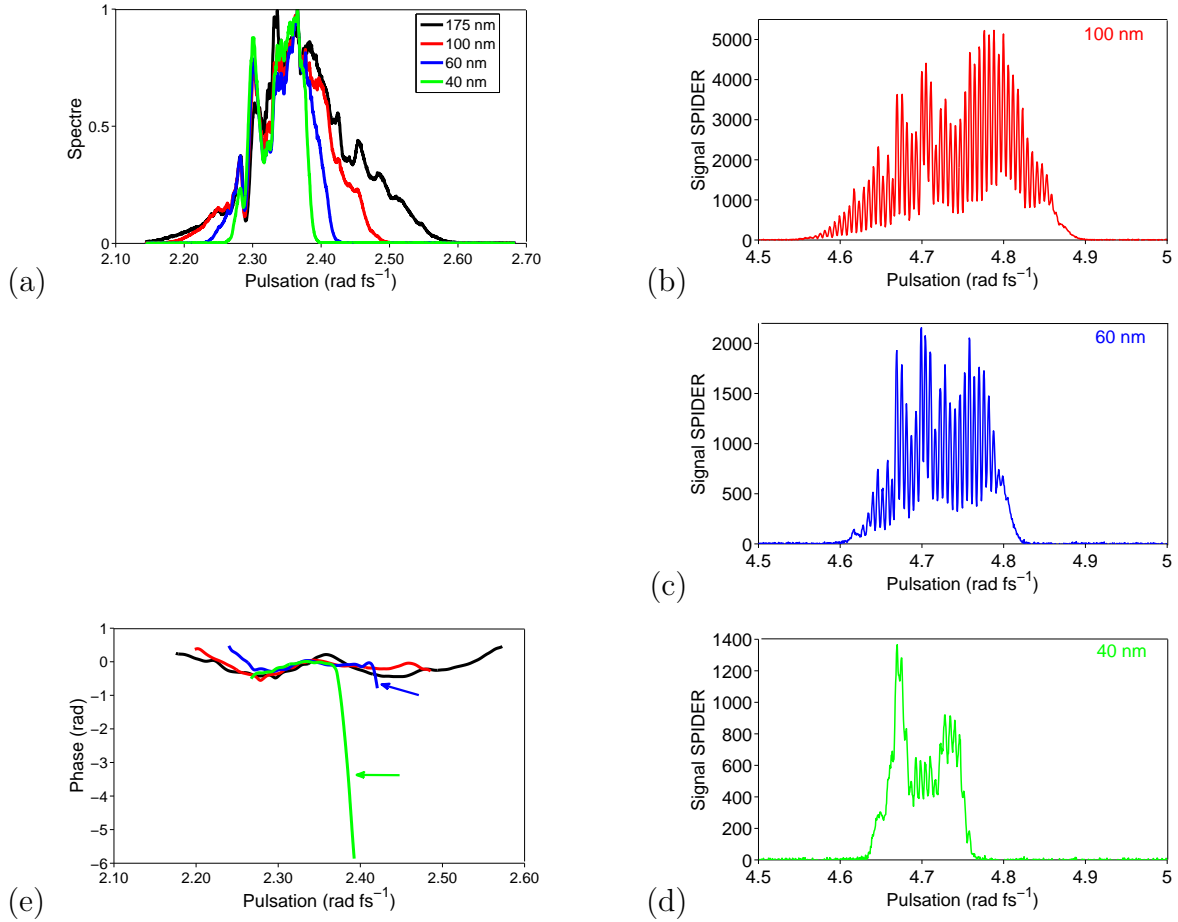 Spectre
1
0.5
0
175 nm
100 nm
60 nm
40 nm
2.10 2.20 2.30 2.40 2.50 2.60 2.70
Pulsation (rad fs⁻¹)
(a)
Signal SPIDER
5000
4000
3000
2000
1000
0
100 nm
4.5 4.6 4.7 4.8 4.9 5
Pulsation (rad fs⁻¹)
(b)
Signal SPIDER
2000
1500
1000
500
0
60 nm
4.5 4.6 4.7 4.8 4.9 5
Pulsation (rad fs⁻¹)
(c)
Phase (rad)
1
0
−1
−2
−3
−4
−5
−6
2.10 2.20 2.30 2.40 2.50 2.60
Pulsation (rad fs⁻¹)
(e)
Signal SPIDER
1400
1200
1000
800
600
400
200
0
40 nm
4.5 4.6 4.7 4.8 4.9 5
Pulsation (rad fs⁻¹)
(d)